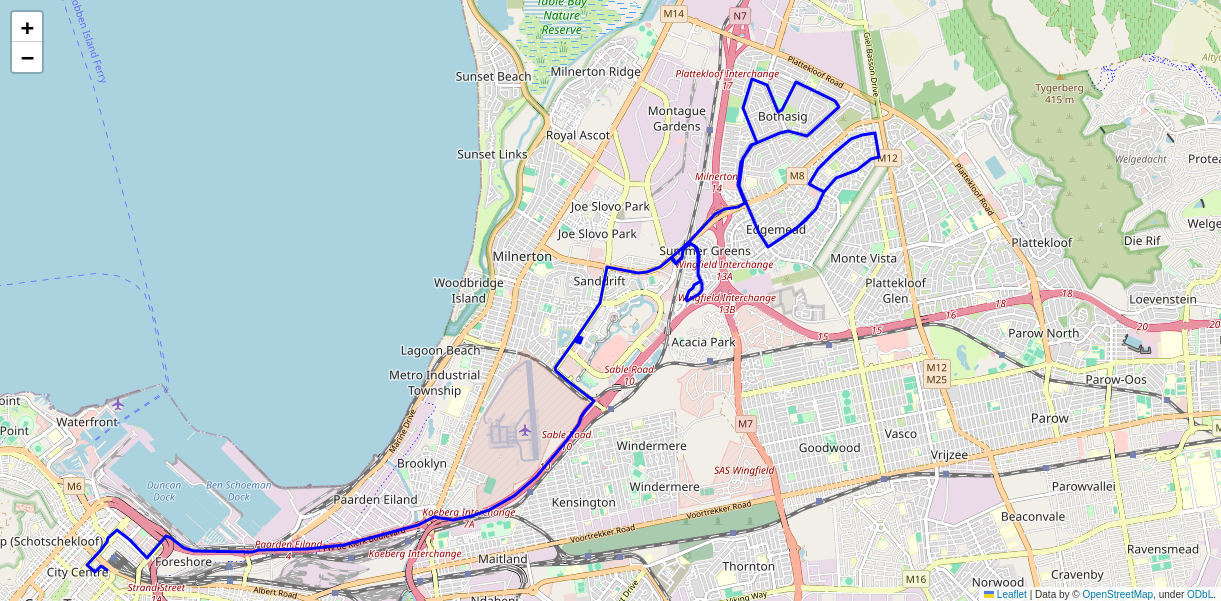 +
−
Robben Island Ferry
Table Bay
Nature
Reserve
M14
N7
Plattekloof Road
Giel Basson Drive
Milnerton Ridge
Sunset Beach
Plattekloof Interchange
17
Tygerberg
415 m
Montague
Gardens
Botnasig
Royal Ascot
Sunset Links
M12
Welgedacht
Plattekloof Road
M8
Milnerton
14
Joe Slovo Park
Joe Slovo Park
Edgemead
Summer Greens
Plattekloof
Die Rif
Milnerton
Monte Vista
Wingfield Interchange
13A
Sanddrift
Woodbridge
Island
Plattekloof
Glen
Wingfield Interchange
13B
18
18
16
15
15
20
20
Loevenstein
Parow North
Acacia Park
Lagoon Beach
Metro Industrial
Township
Sable Road
10
M12
M25
Parow-Oos
Marine Drive
Waterfront
Point
Parow
M7
Vasco
Sable Road
10
Windermere
Goodwood
Vrijzee
Brooklyn
SAS Wingfield
M6
Duncan
Dock
Ben Schoeman
Dock
Windermere
Parowvallei
Paarden Eiland
Kensington
Koeberg Interchange
7A
Voortrekker Road
Voortrekker Road
Beaconvale
(Schotschekloof)
Paarden Eiland
4
Koeberg Interchange
Ravensmead
Foreshore
Maitland
City Centre
Thornton
Cravenby
M16
Norwood
Strand Street
Albert Road
Ndabeni
Viking Way
Leaflet | Data by © OpenStreetMap, under ODbL.